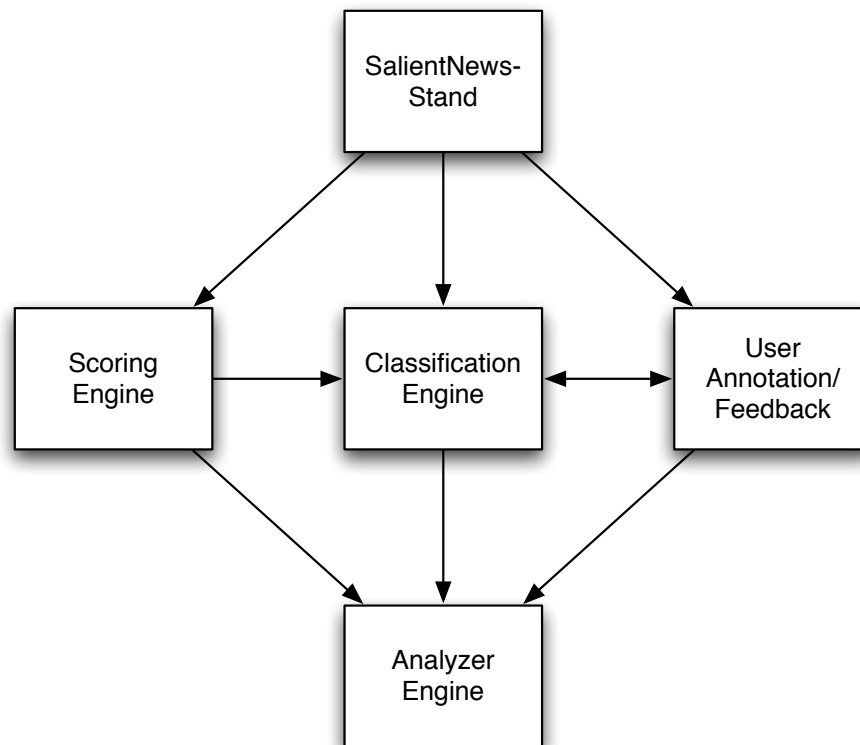 SalientNews-
Stand
Scoring
Engine
Classification
Engine
User
Annotation/
Feedback
Analyzer
Engine